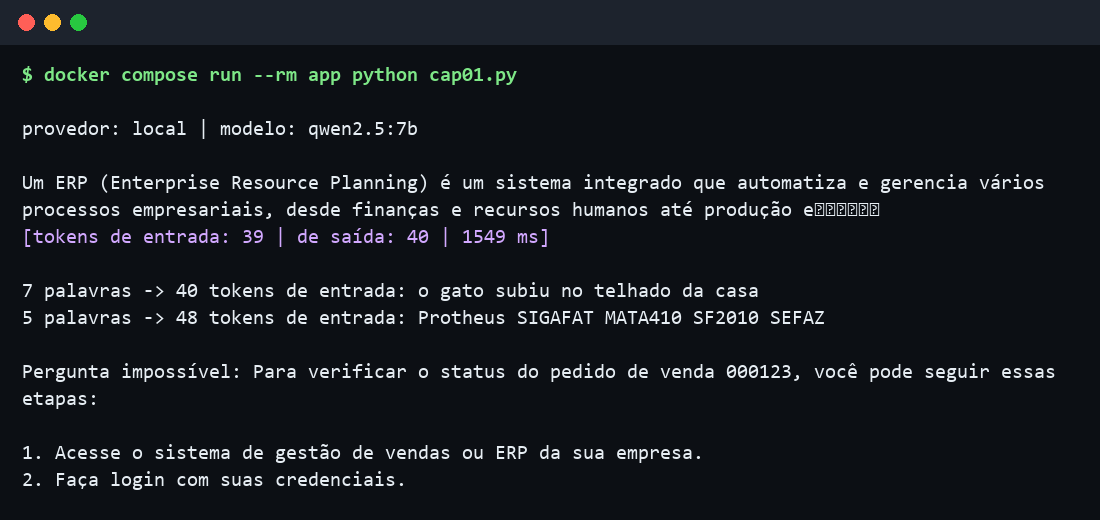 $ docker compose run --rm app python cap01.py
provedor: local | modelo: qwen2.5:7b
Um ERP (Enterprise Resource Planning) é um sistema integrado que automatiza e gerencia vários
processos empresariais, desde finanças e recursos humanos até produção e
[tokens de entrada: 39 | de saída: 40 | 1549 ms]
7 palavras -> 40 tokens de entrada: o gato subiu no telhado da casa
5 palavras -> 48 tokens de entrada: Protheus SIGAFAT MATA410 SF2010 SEFAZ
Pergunta impossível: Para verificar o status do pedido de venda 000123, você pode seguir essas
etapas:
1. Acesse o sistema de gestão de vendas ou ERP da sua empresa.
2. Faça login com suas credenciais.